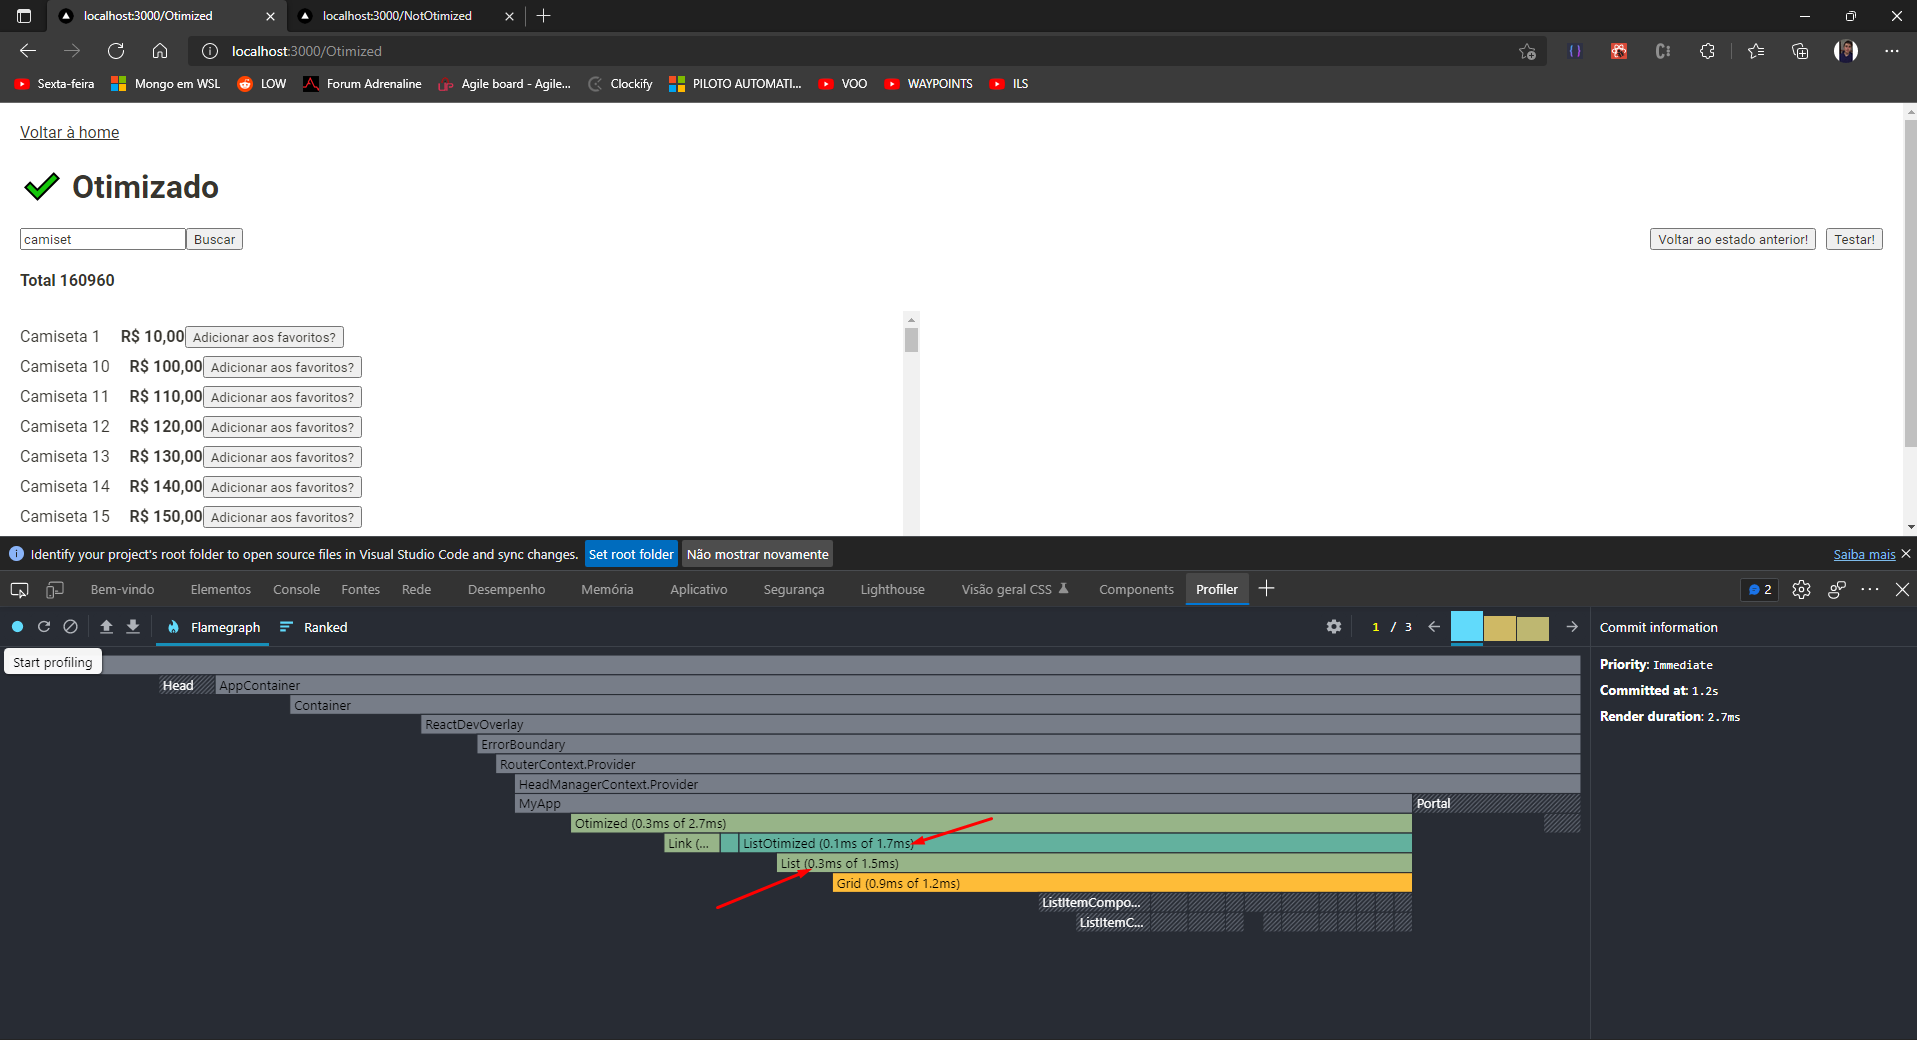 localhost:3000/Otimized
localhost:3000/NotOtimized
localhost:3000/Otimized
Sexta-feira
Mongo em WSL
LOW
Forum Adrenaline
Agile board - Agile...
Clockify
PILOTO AUTOMATI...
VOO
WAYPOINTS
ILS
Voltar à home
Otimizado
camiset
Buscar
Voltar ao estado anterior!
Testar!
Total 160960
Camiseta 1 R$ 10,00 Adicionar aos favoritos?
Camiseta 10 R$ 100,00 Adicionar aos favoritos?
Camiseta 11 R$ 110,00 Adicionar aos favoritos?
Camiseta 12 R$ 120,00 Adicionar aos favoritos?
Camiseta 13 R$ 130,00 Adicionar aos favoritos?
Camiseta 14 R$ 140,00 Adicionar aos favoritos?
Camiseta 15 R$ 150,00 Adicionar aos favoritos?
Identify your project's root folder to open source files in Visual Studio Code and sync changes.
Set root folder
Não mostrar novamente
Saiba mais
Bem-vindo
Elementos
Console
Fontes
Rede
Desempenho
Memória
Aplicativo
Segurança
Lighthouse
Visão geral CSS
Components
Profiler
2
Flamegraph
Ranked
1 / 3
Commit information
Start profiling
Priority: Immediate
Committed at: 1.2s
Render duration: 2.7ms
Head
AppContainer
Container
ReactDevOverlay
ErrorBoundary
RouterContext.Provider
HeadManagerContext.Provider
MyApp
Portal
Otimized (0.3ms of 2.7ms)
Link (...
ListOtimized (0.1ms of 1.7ms)
List (0.3ms of 1.5ms)
Grid (0.9ms of 1.2ms)
ListItemCompo...
ListItemC...